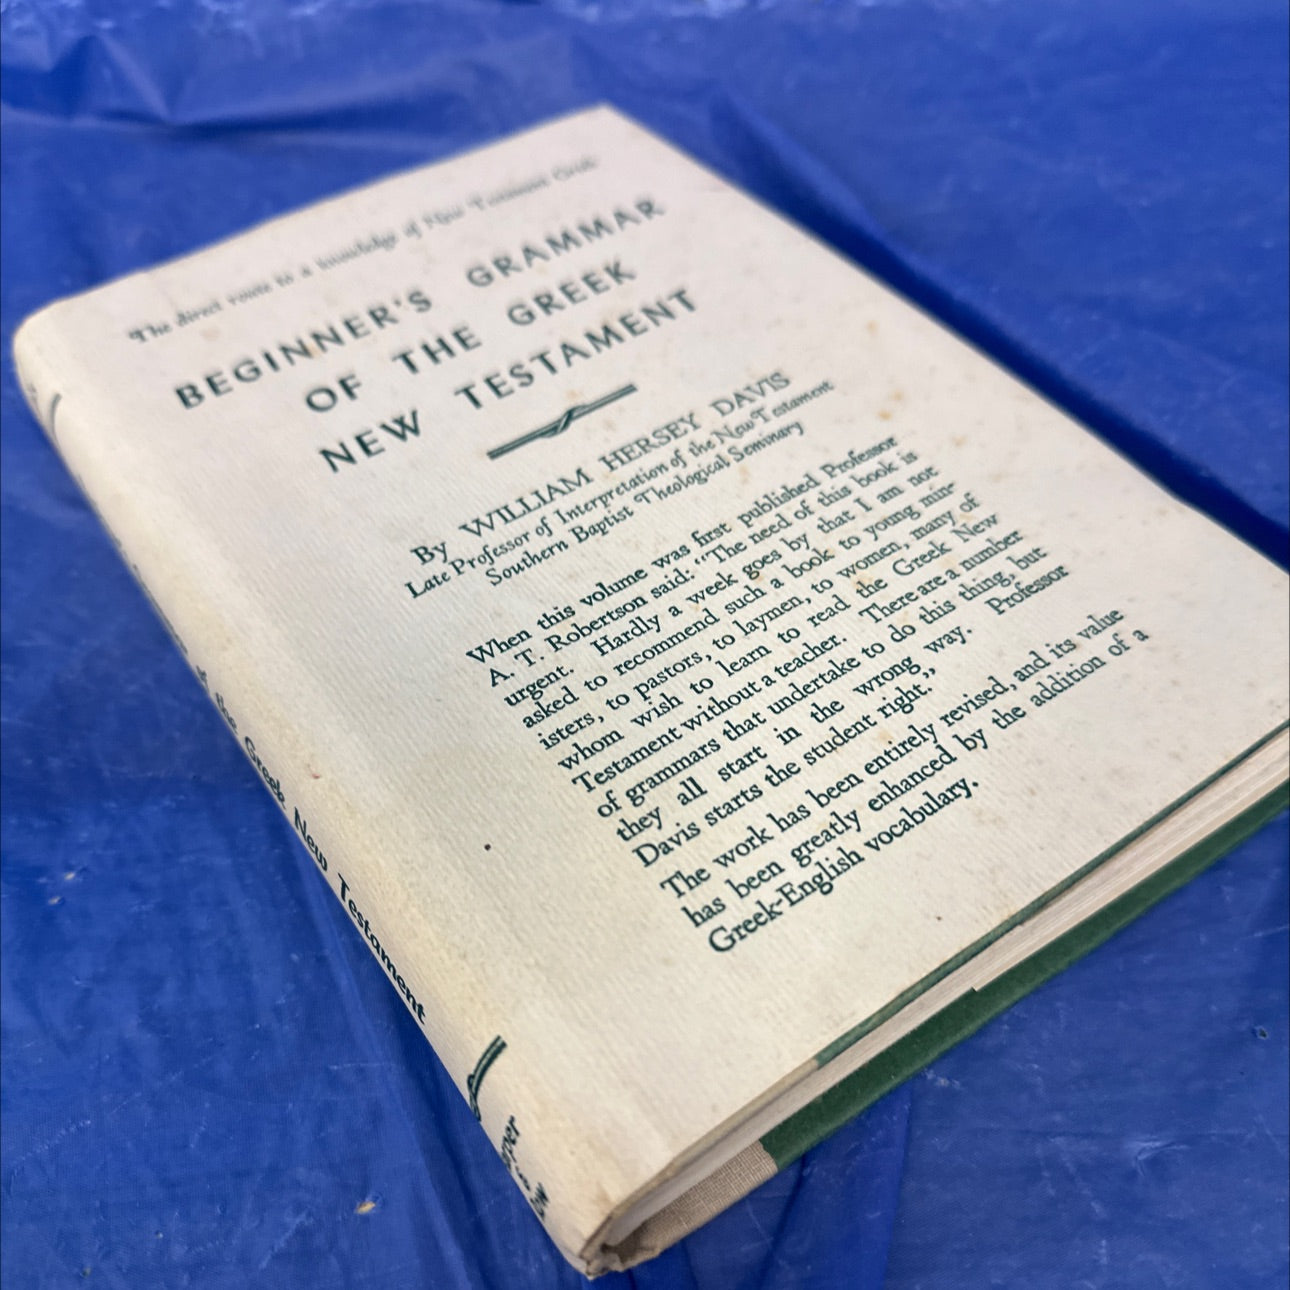 The direct route to a knowledge of New Testament Greek
BEGINNER'S GRAMMAR
OF THE GREEK
NEW TESTAMENT
By WILLIAM HERSEY DAVIS
Late Professor of Interpretation of the New Testament
Southern Baptist Theological Seminary
When this volume was first published Professor
A. T. Robertson said: "The need of this book is
urgent. Hardly a week goes by that I am not
asked to recommend such a book to young min-
isters, to pastors, to laymen, to women, many of
whom wish to learn to read the Greek New
Testament without a teacher. There are a number
of grammars that undertake to do this thing, but
they all start in the wrong way. Professor
Davis starts the student right."
The work has been entirely revised, and its value
has been greatly enhanced by the addition of a
Greek-English vocabulary.
of the Greek New Testament